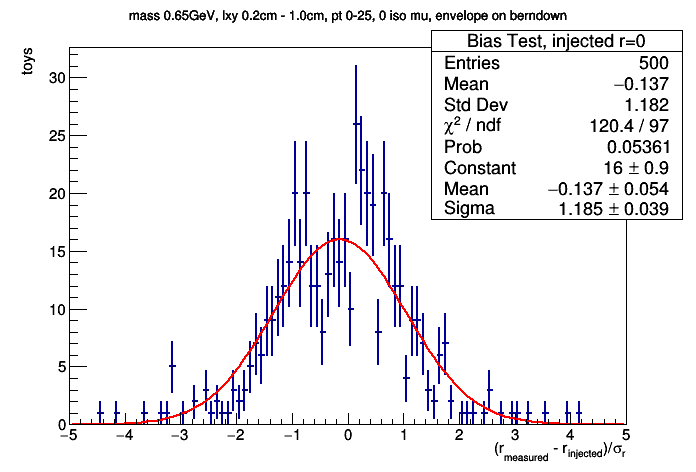 mass 0.65GeV, lxy 0.2cm - 1.0cm, pt 0-25, 0 iso mu, envelope on berndown
toys
Bias Test, injected r=0
Entries 500
Mean −0.137
Std Dev 1.182
χ² / ndf 120.4 / 97
Prob 0.05361
Constant 16 ± 0.9
Mean −0.137 ± 0.054
Sigma 1.185 ± 0.039
30
25
20
15
10
5
0
−5 −4 −3 −2 −1 0 1 2 3 4 5
(r_measured - r_injected)/σ_r